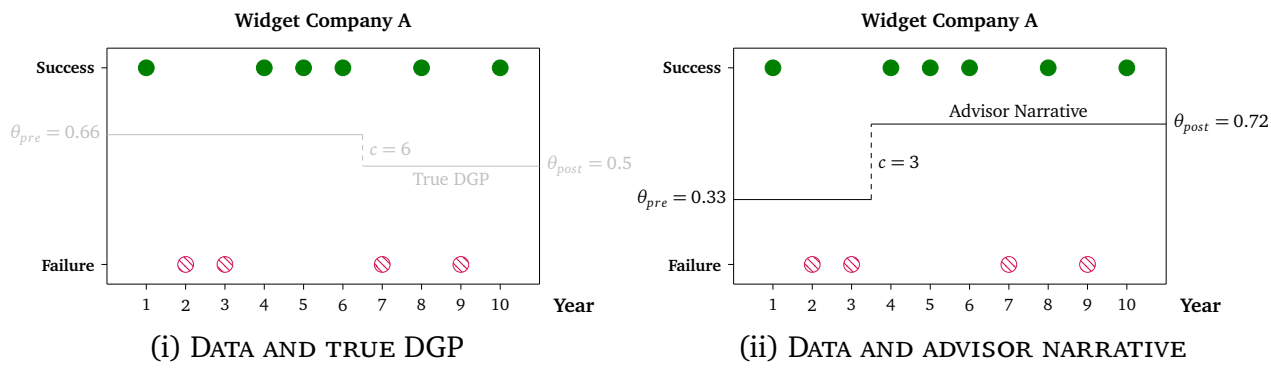 Widget Company A
Success
θpre = 0.66
c = 6
θpost = 0.5
True DGP
Failure
1 2 3 4 5 6 7 8 9 10 Year
(i) Data and true DGP
Widget Company A
Success
Advisor Narrative
θpost = 0.72
c = 3
θpre = 0.33
Failure
1 2 3 4 5 6 7 8 9 10 Year
(ii) Data and advisor narrative